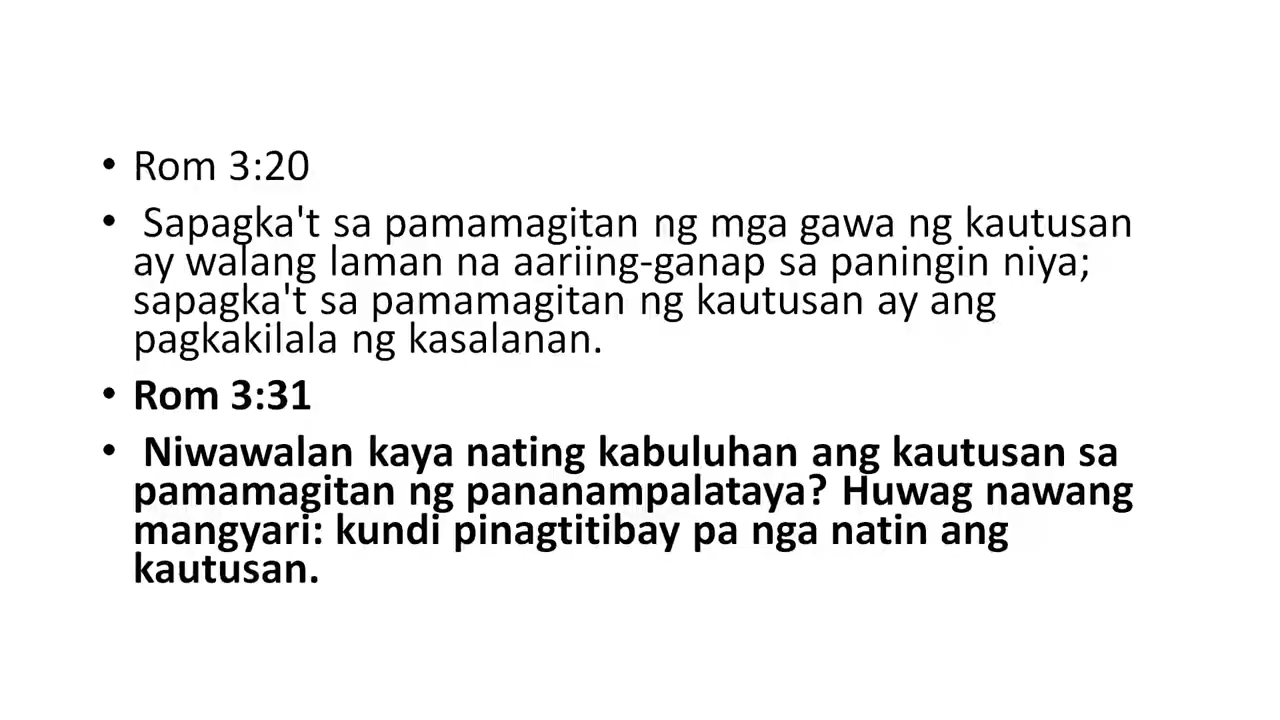 • Rom 3:20
• Sapagka't sa pamamagitan ng mga gawa ng kautusan
ay walang laman na aariing-ganap sa paningin niya;
sapagka't sa pamamagitan ng kautusan ay ang
pagkakilala ng kasalanan.
• Rom 3:31
• Niwawalan kaya nating kabuluhan ang kautusan sa
pamamagitan ng pananampalataya? Huwag nawang
mangyari: kundi pinagtitibay pa nga natin ang
kautusan.